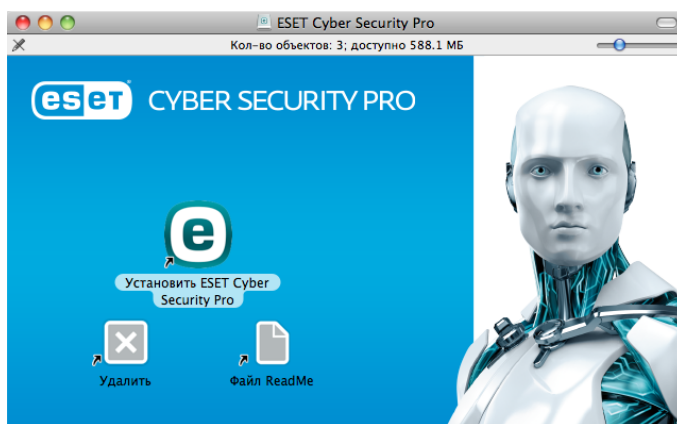 ESET Cyber Security Pro
Кол-во объектов: 3; доступно 588.1 МБ
eset CYBER SECURITY PRO
e
Установить ESET Cyber
Security Pro
Удалить
Файл ReadMe